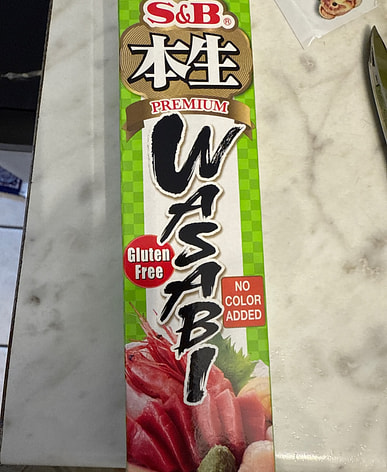 S&B®
本生
PREMIUM
WASABI
Gluten
Free
NO
COLOR
ADDED